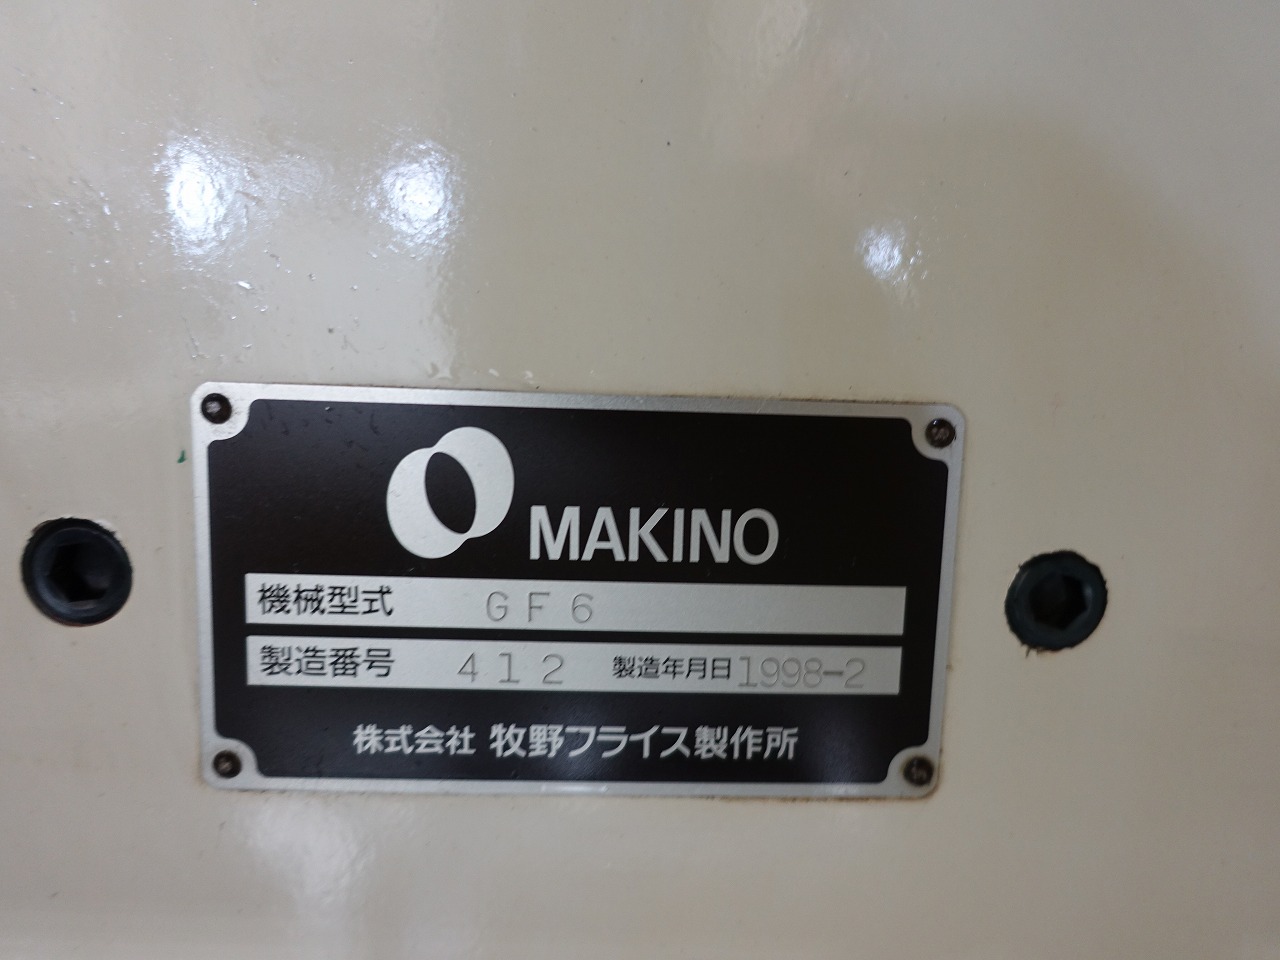 MAKINO
機械型式 GF6
製造番号 412 製造年月日 1998-2
株式会社 牧野フライス製作所